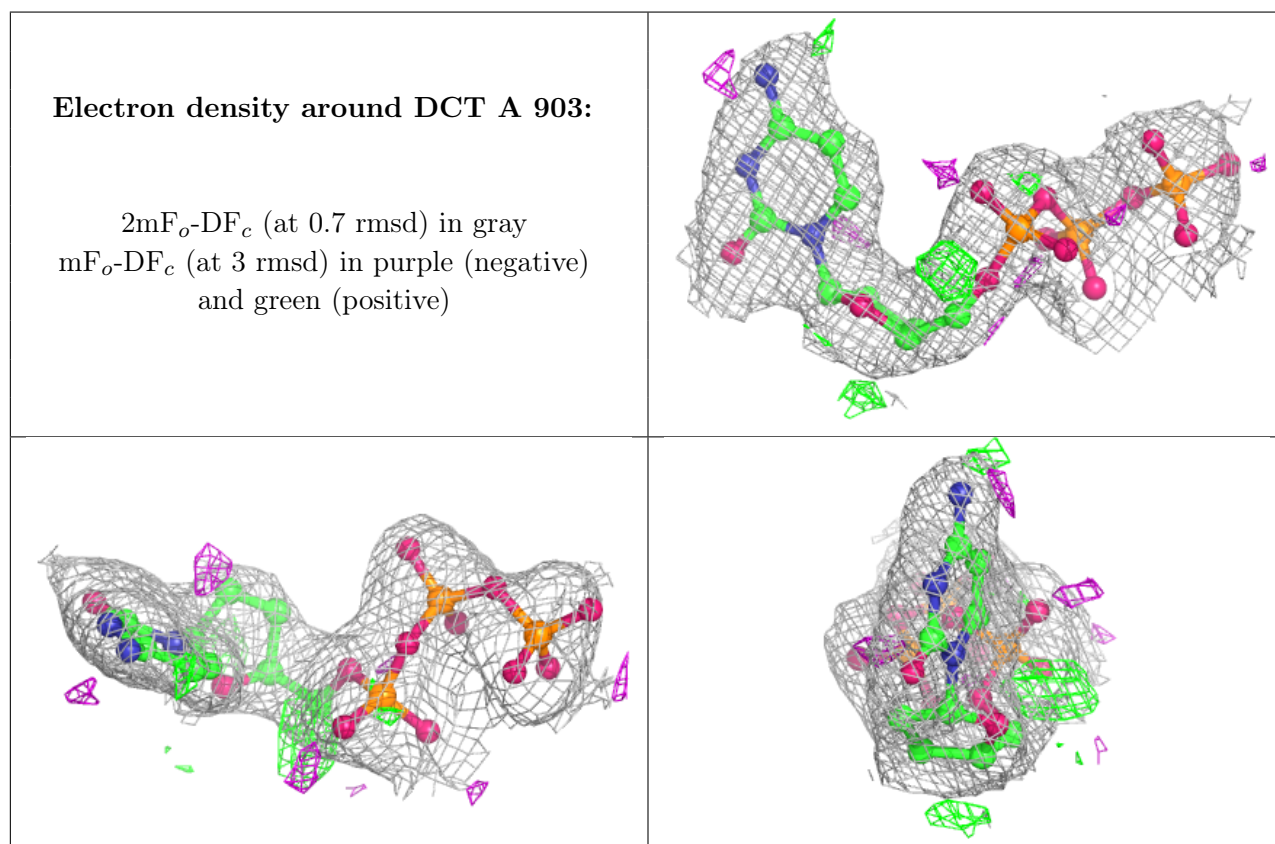 Electron density around DCT A 903:
2mFo-DFc (at 0.7 rmsd) in gray
mFo-DFc (at 3 rmsd) in purple (negative)
and green (positive)